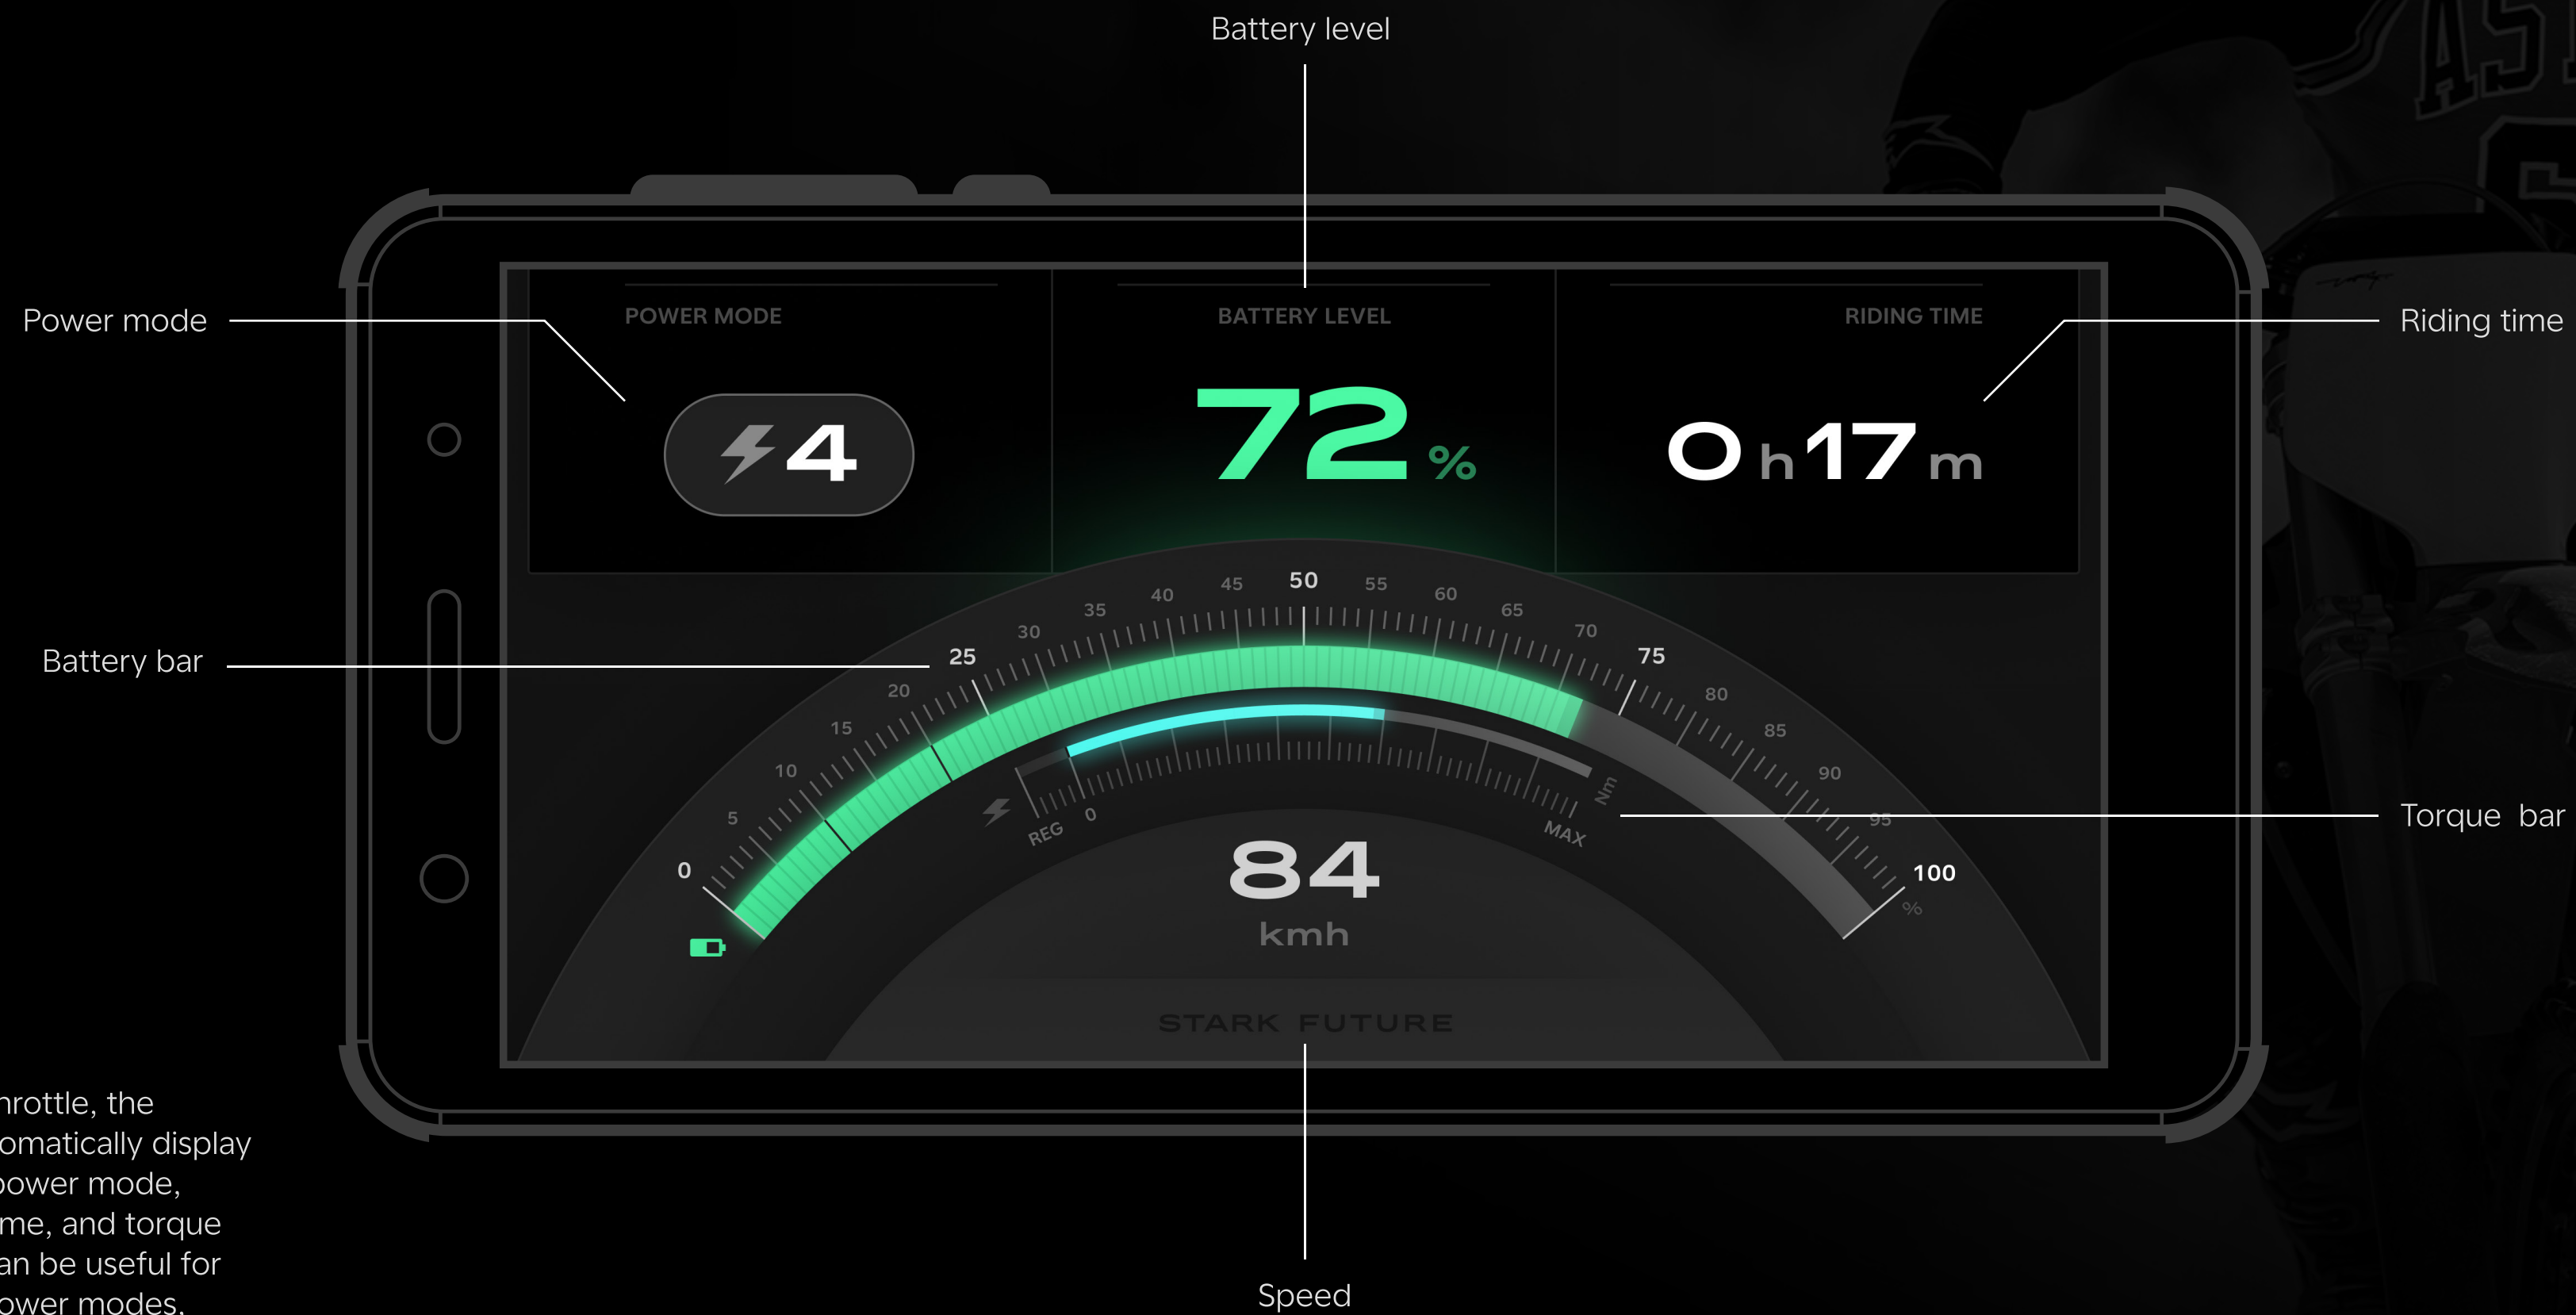 Battery level
Power mode
Riding time
POWER MODE
BATTERY LEVEL
RIDING TIME
4
72 %
0 h 17 m
Battery bar
0 5 10 15 20 25 30 35 40 45 50 55 60 65 70 75 80 85 90 95 100
%
REG 0 MAX
Nm
Torque bar
84
kmh
STARK FUTURE
hrottle, the
omatically display
power mode,
me, and torque
an be useful for
ower modes,
Speed